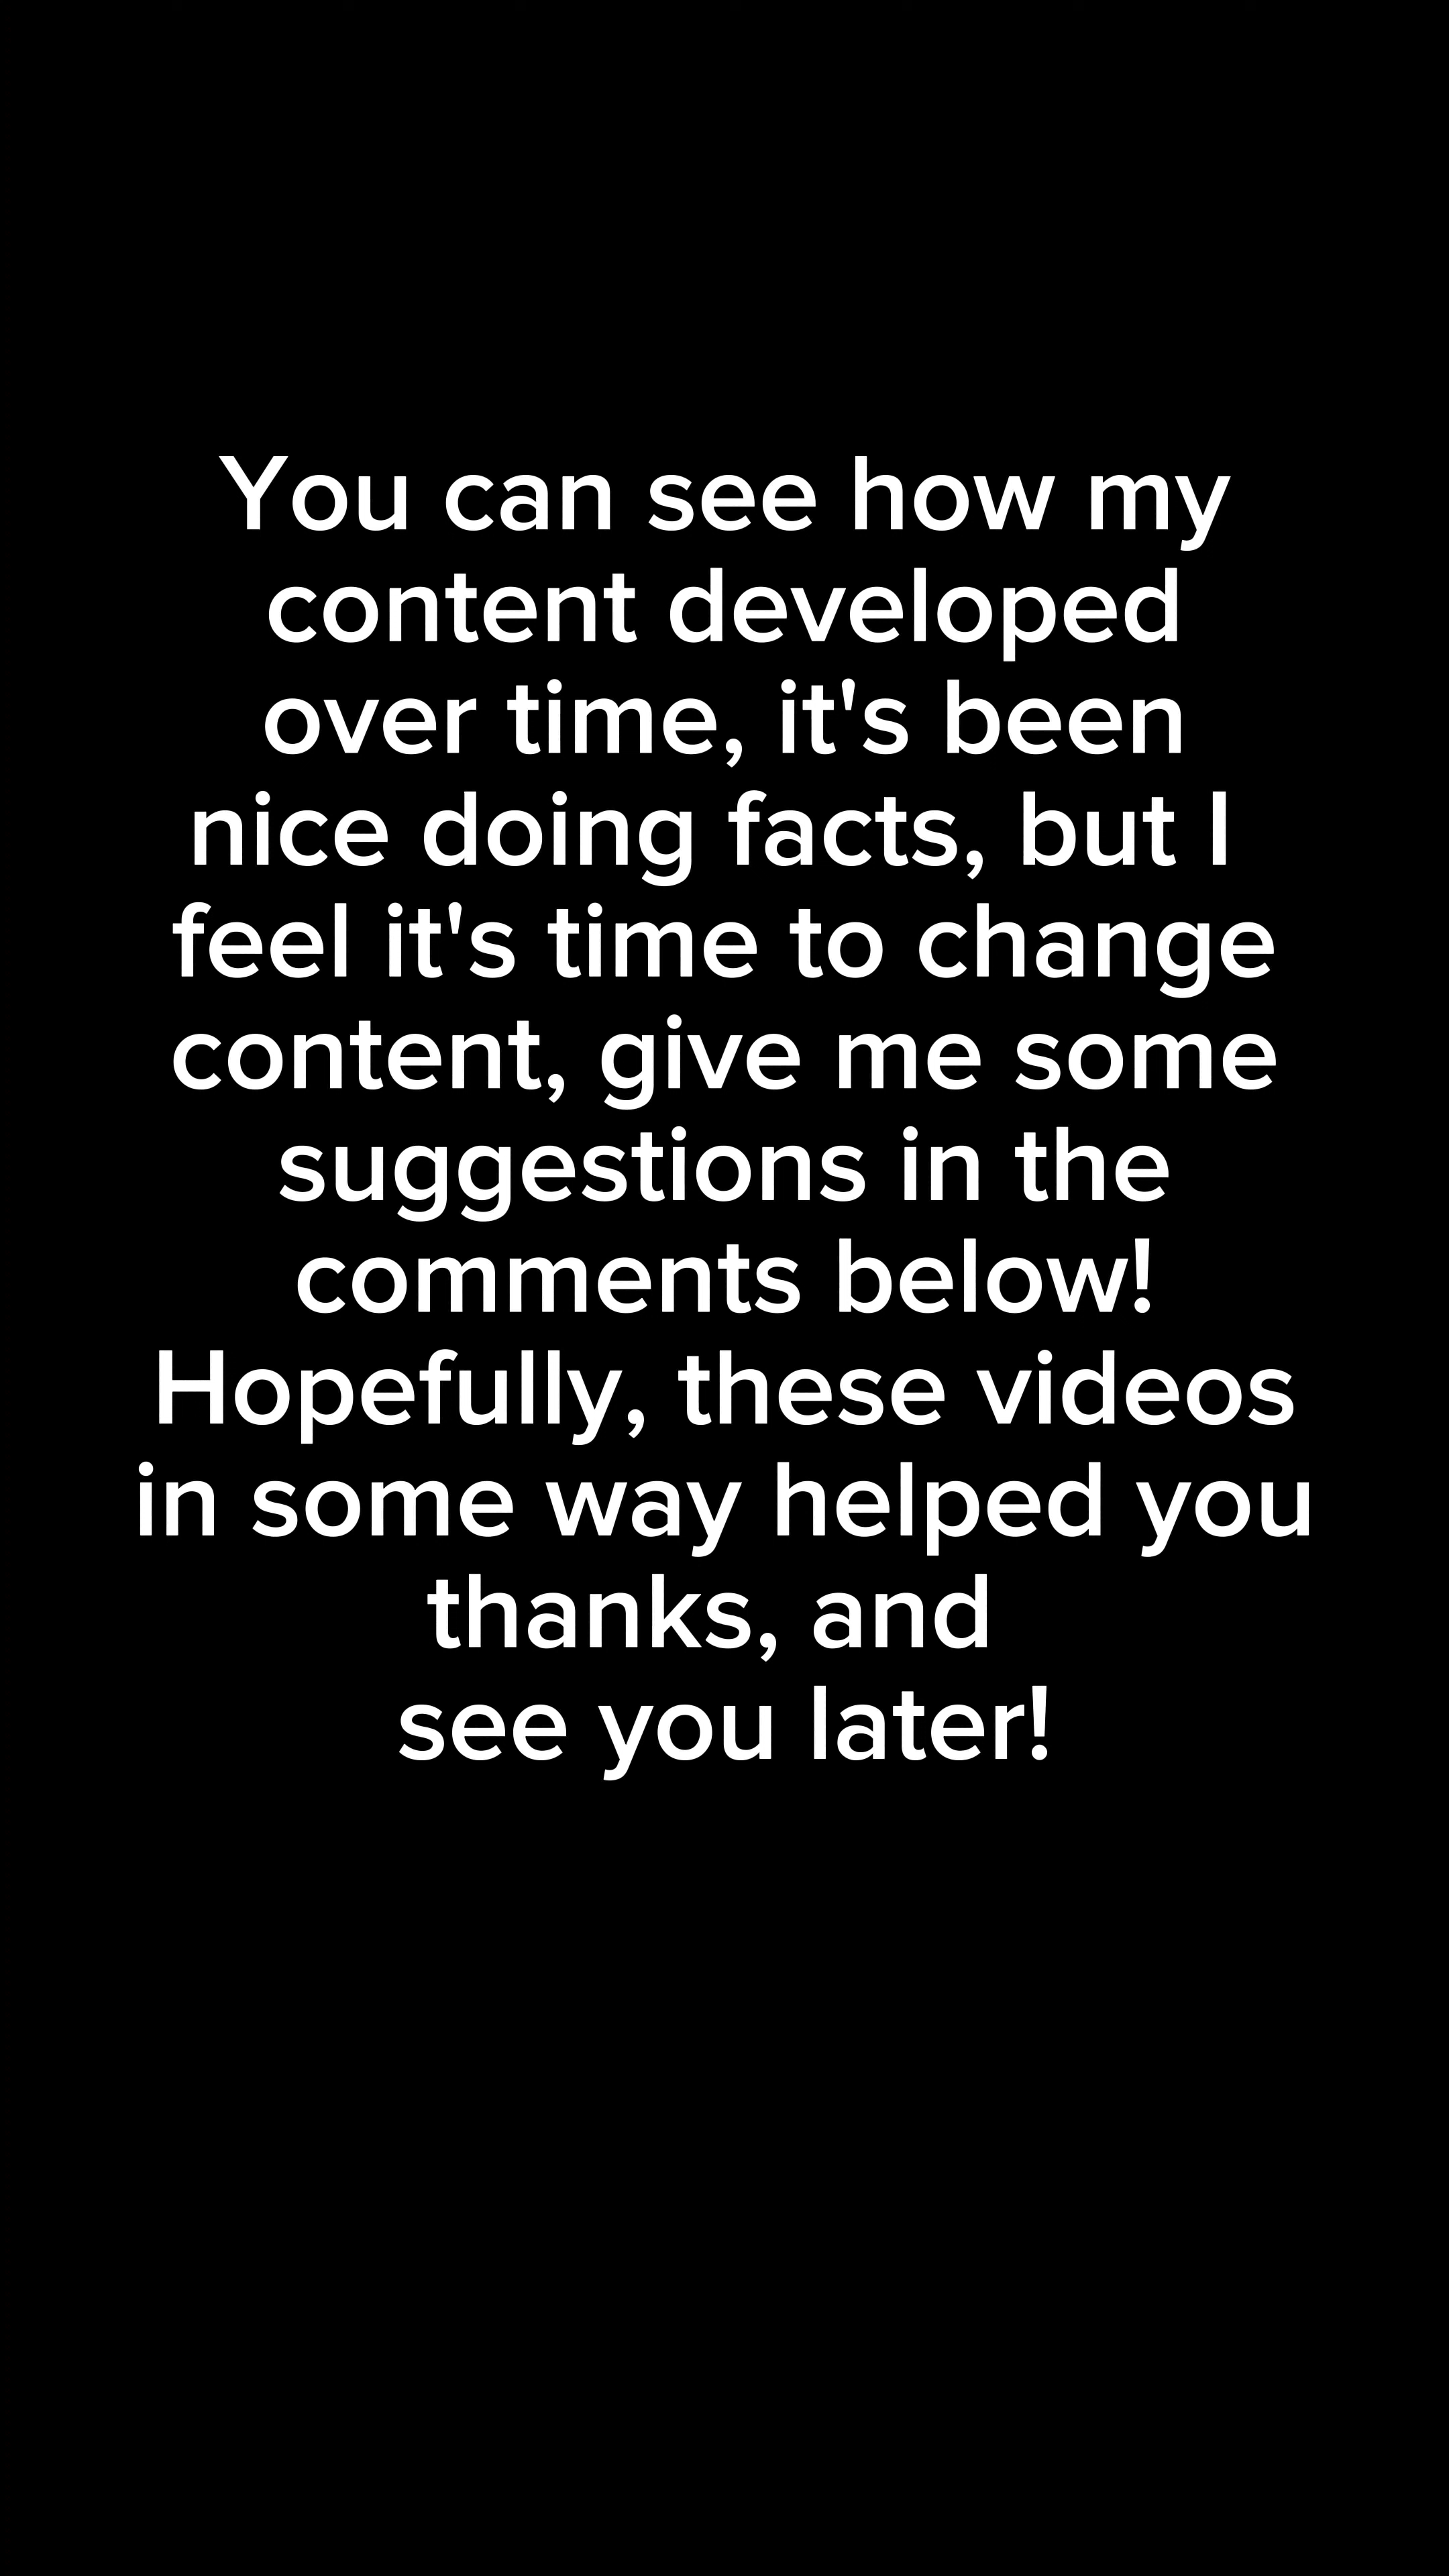 You can see how my
content developed
over time, it's been
nice doing facts, but I
feel it's time to change
content, give me some
suggestions in the
comments below!
Hopefully, these videos
in some way helped you
thanks, and
see you later!